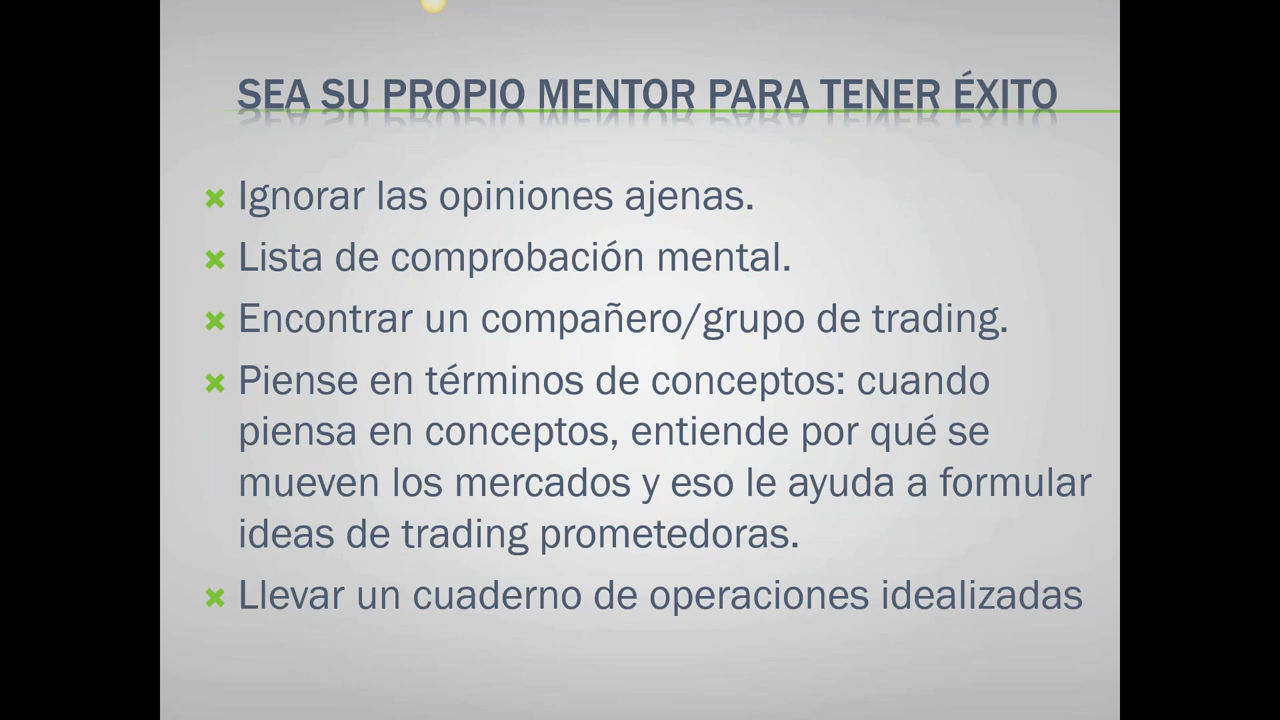 SEA SU PROPIO MENTOR PARA TENER ÉXITO
Ignorar las opiniones ajenas.
Lista de comprobación mental.
Encontrar un compañero/grupo de trading.
Piense en términos de conceptos: cuando
piensa en conceptos, entiende por qué se
mueven los mercados y eso le ayuda a formular
ideas de trading prometedoras.
Llevar un cuaderno de operaciones idealizadas